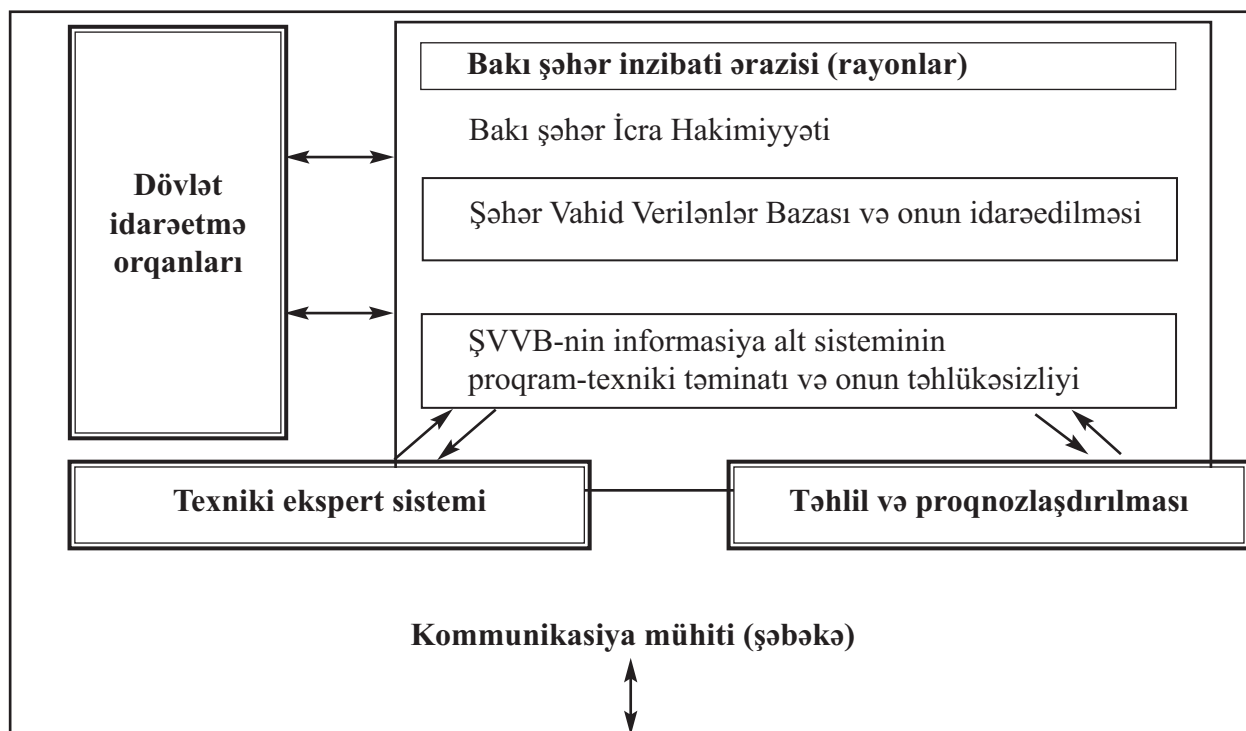 Bakı şəhər inzibati ərazisi (rayonlar)
Bakı şəhər İcra Hakimiyyəti
Dövlət
idarəetmə
orqanları
Şəhər Vahid Verilənlər Bazası və onun idarəedilməsi
ŞVVB-nin informasiya alt sisteminin
proqram-texniki təminatı və onun təhlükəsizliyi
Texniki ekspert sistemi
Təhlil və proqnozlaşdırılması
Kommunikasiya mühiti (şəbəkə)